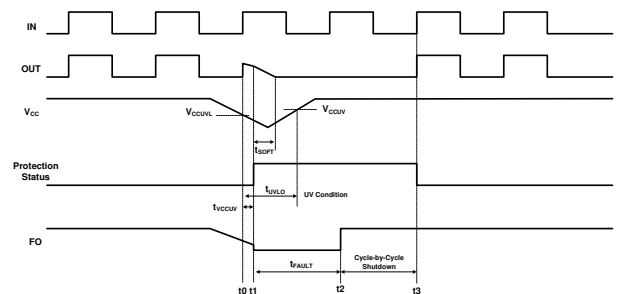 IN
OUT
VCC
VCCUVL
VCCUV
tSOFT
Protection
Status
tUVLO
UV Condition
tVCCUV
FO
tFAULT
Cycle-by-Cycle
Shutdown
t0 t1
t2
t3